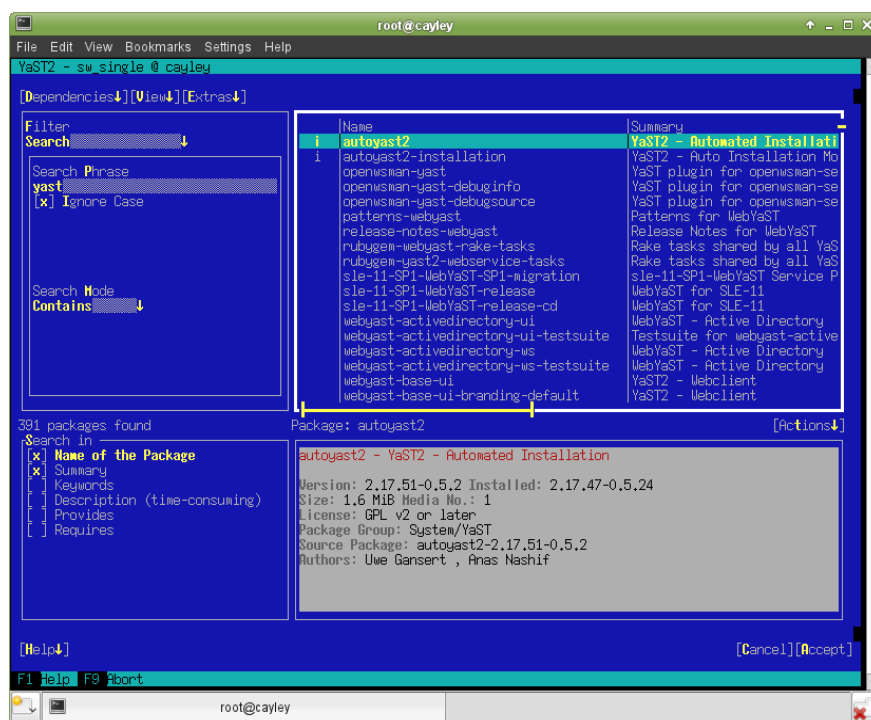 root@cayley
File Edit View Bookmarks Settings Help
YaST2 - sw_single @ cayley
[Dependencies↓][View↓][Extras↓]
Filter
Search↓
Search Phrase
yast
[x] Ignore Case
Search Mode
Contains↓
|Name |Summary
i |autoyast2 |YaST2 - Automated Installati
i |autoyast2-installation |YaST2 - Auto Installation Mo
|openwsman-yast |YaST plugin for openwsman-se
|openwsman-yast-debuginfo |YaST plugin for openwsman-se
|openwsman-yast-debugsource |YaST plugin for openwsman-se
|patterns-webyast |Patterns for WebYaST
|release-notes-webyast |Release Notes for WebYaST
|rubygem-webyast-rake-tasks |Rake tasks shared by all YaS
|rubygem-yast2-webservice-tasks |Rake tasks shared by all YaS
|sle-11-SP1-WebYaST-SP1-migration |sle-11-SP1-WebYaST Service P
|sle-11-SP1-WebYaST-release |WebYaST for SLE-11
|sle-11-SP1-WebYaST-release-cd |WebYaST for SLE-11
|webyast-activedirectory-ui |WebYaST - Active Directory
|webyast-activedirectory-ui-testsuite |Testsuite for webyast-active
|webyast-activedirectory-ws |WebYaST - Active Directory
|webyast-activedirectory-ws-testsuite |WebYaST - Active Directory
|webyast-base-ui |YaST2 - Webclient
|webyast-base-ui-branding-default |YaST2 - Webclient
391 packages found
Package: autoyast2 [Actions↓]
Search in
[x] Name of the Package
[x] Summary
[ ] Keywords
[ ] Description (time-consuming)
[ ] Provides
[ ] Requires
autoyast2 - YaST2 - Automated Installation
Version: 2.17.51-0.5.2 Installed: 2.17.47-0.5.24
Size: 1.6 MiB Media No.: 1
License: GPL v2 or later
Package Group: System/YaST
Source Package: autoyast2-2.17.51-0.5.2
Authors: Uwe Gansert , Anas Nashif
[Help↓] [Cancel][Accept]
F1 Help F9 Abort
root@cayley